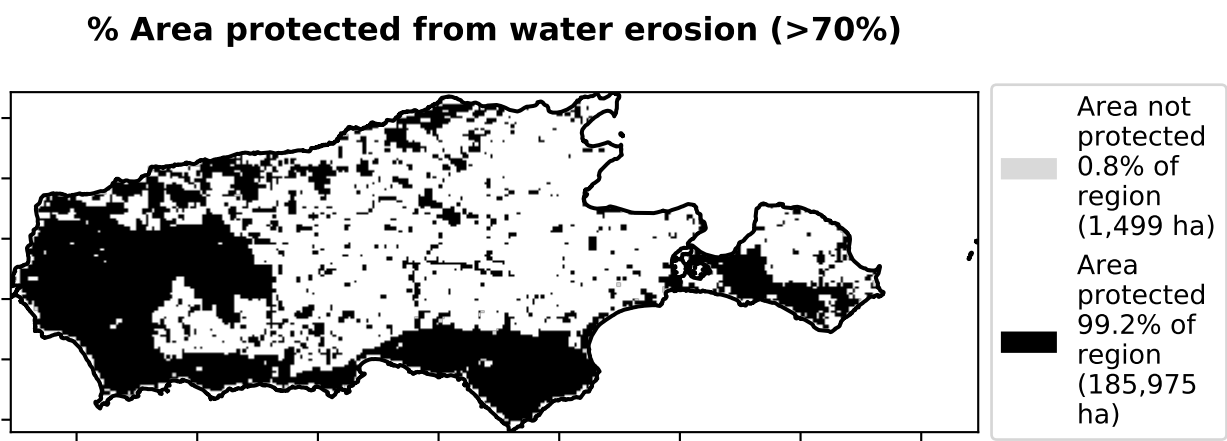 % Area protected from water erosion (>70%)
Area not
protected
0.8% of
region
(1,499 ha)
Area
protected
99.2% of
region
(185,975
ha)